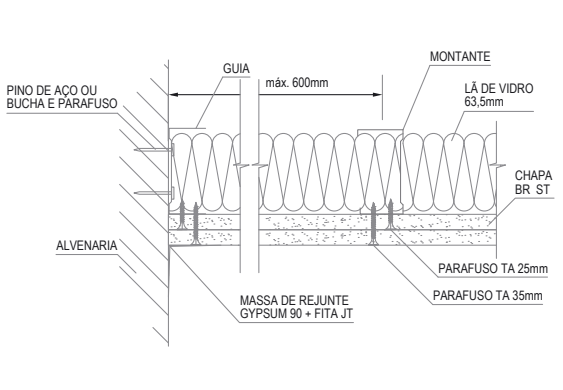 MONTANTE
GUIA
máx. 600mm
PINO DE AÇO OU
BUCHA E PARAFUSO
LÃ DE VIDRO
63,5mm
CHAPA
BR ST
ALVENARIA
PARAFUSO TA 25mm
PARAFUSO TA 35mm
MASSA DE REJUNTE
GYPSUM 90 + FITA JT